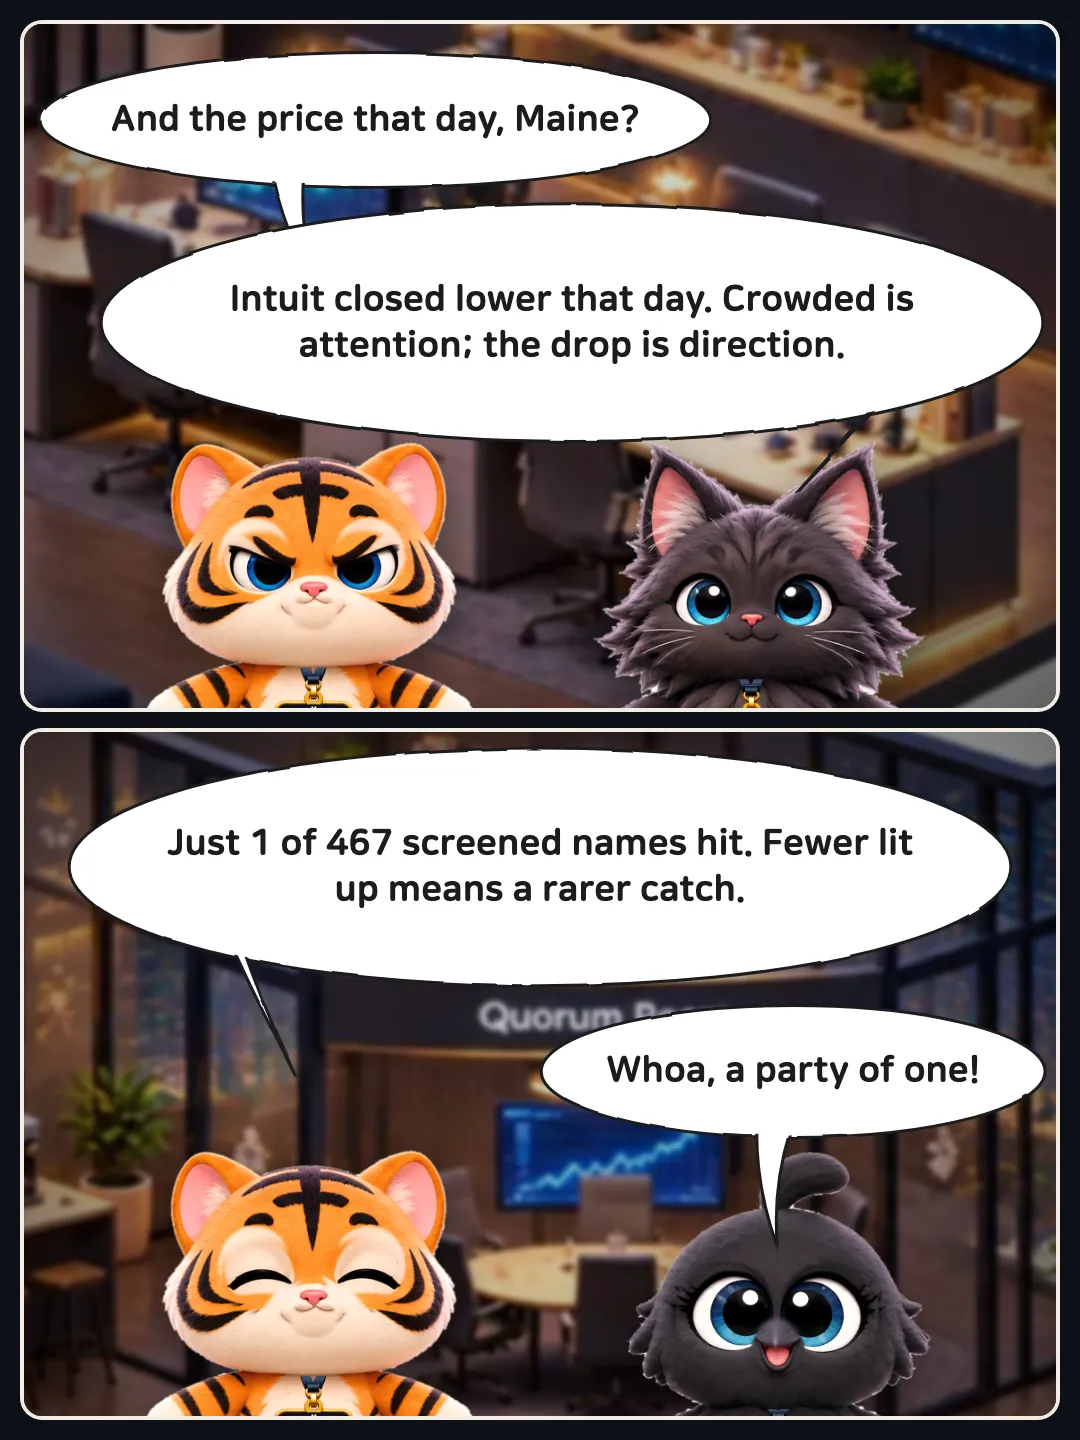 And the price that day, Maine?
Intuit closed lower that day. Crowded is
attention; the drop is direction.
Just 1 of 467 screened names hit. Fewer lit
up means a rarer catch.
Quorum
Whoa, a party of one!